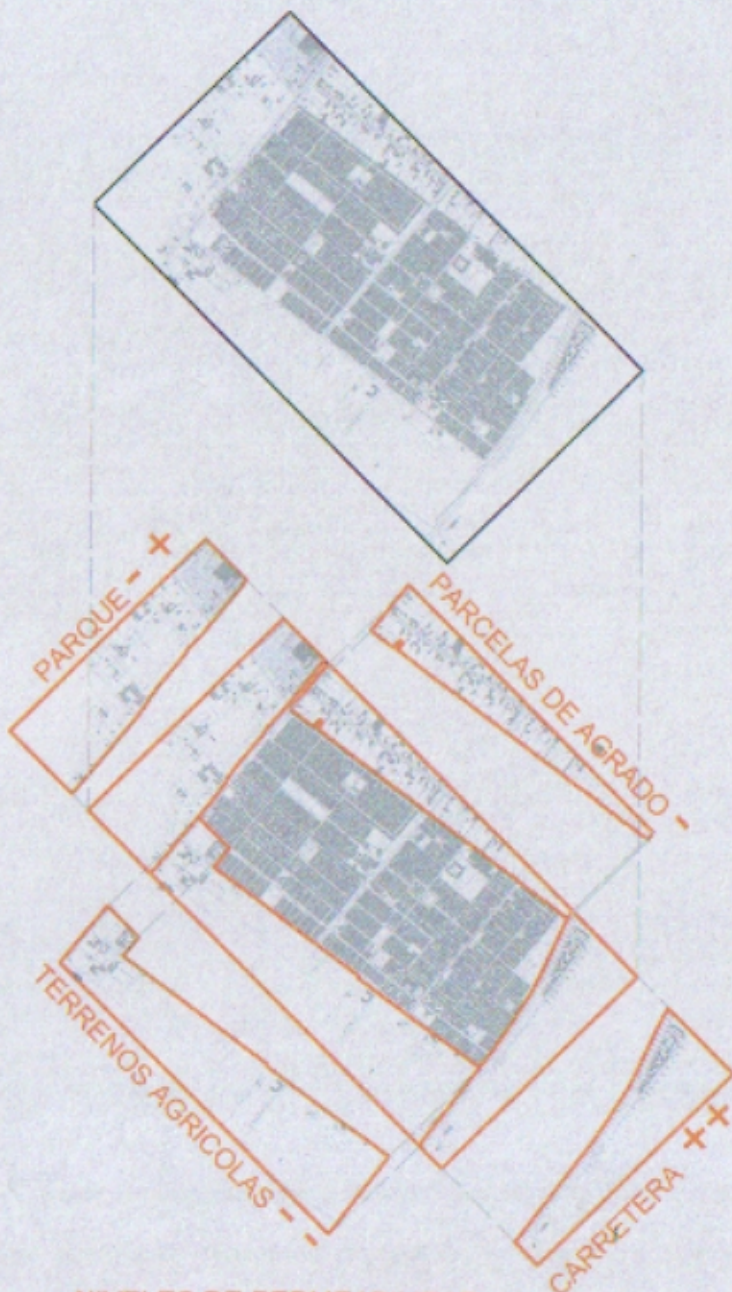 PARQUE - +
PARCELAS DE AGRADO -
TERRENOS AGRICOLAS - -
CARRETERA ++